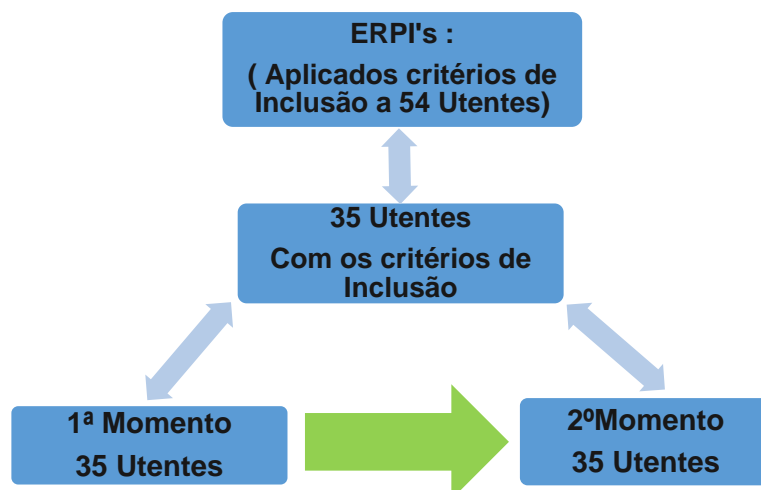 ERPI's :
( Aplicados critérios de
Inclusão a 54 Utentes)
35 Utentes
Com os critérios de
Inclusão
1ª Momento
35 Utentes
2ºMomento
35 Utentes